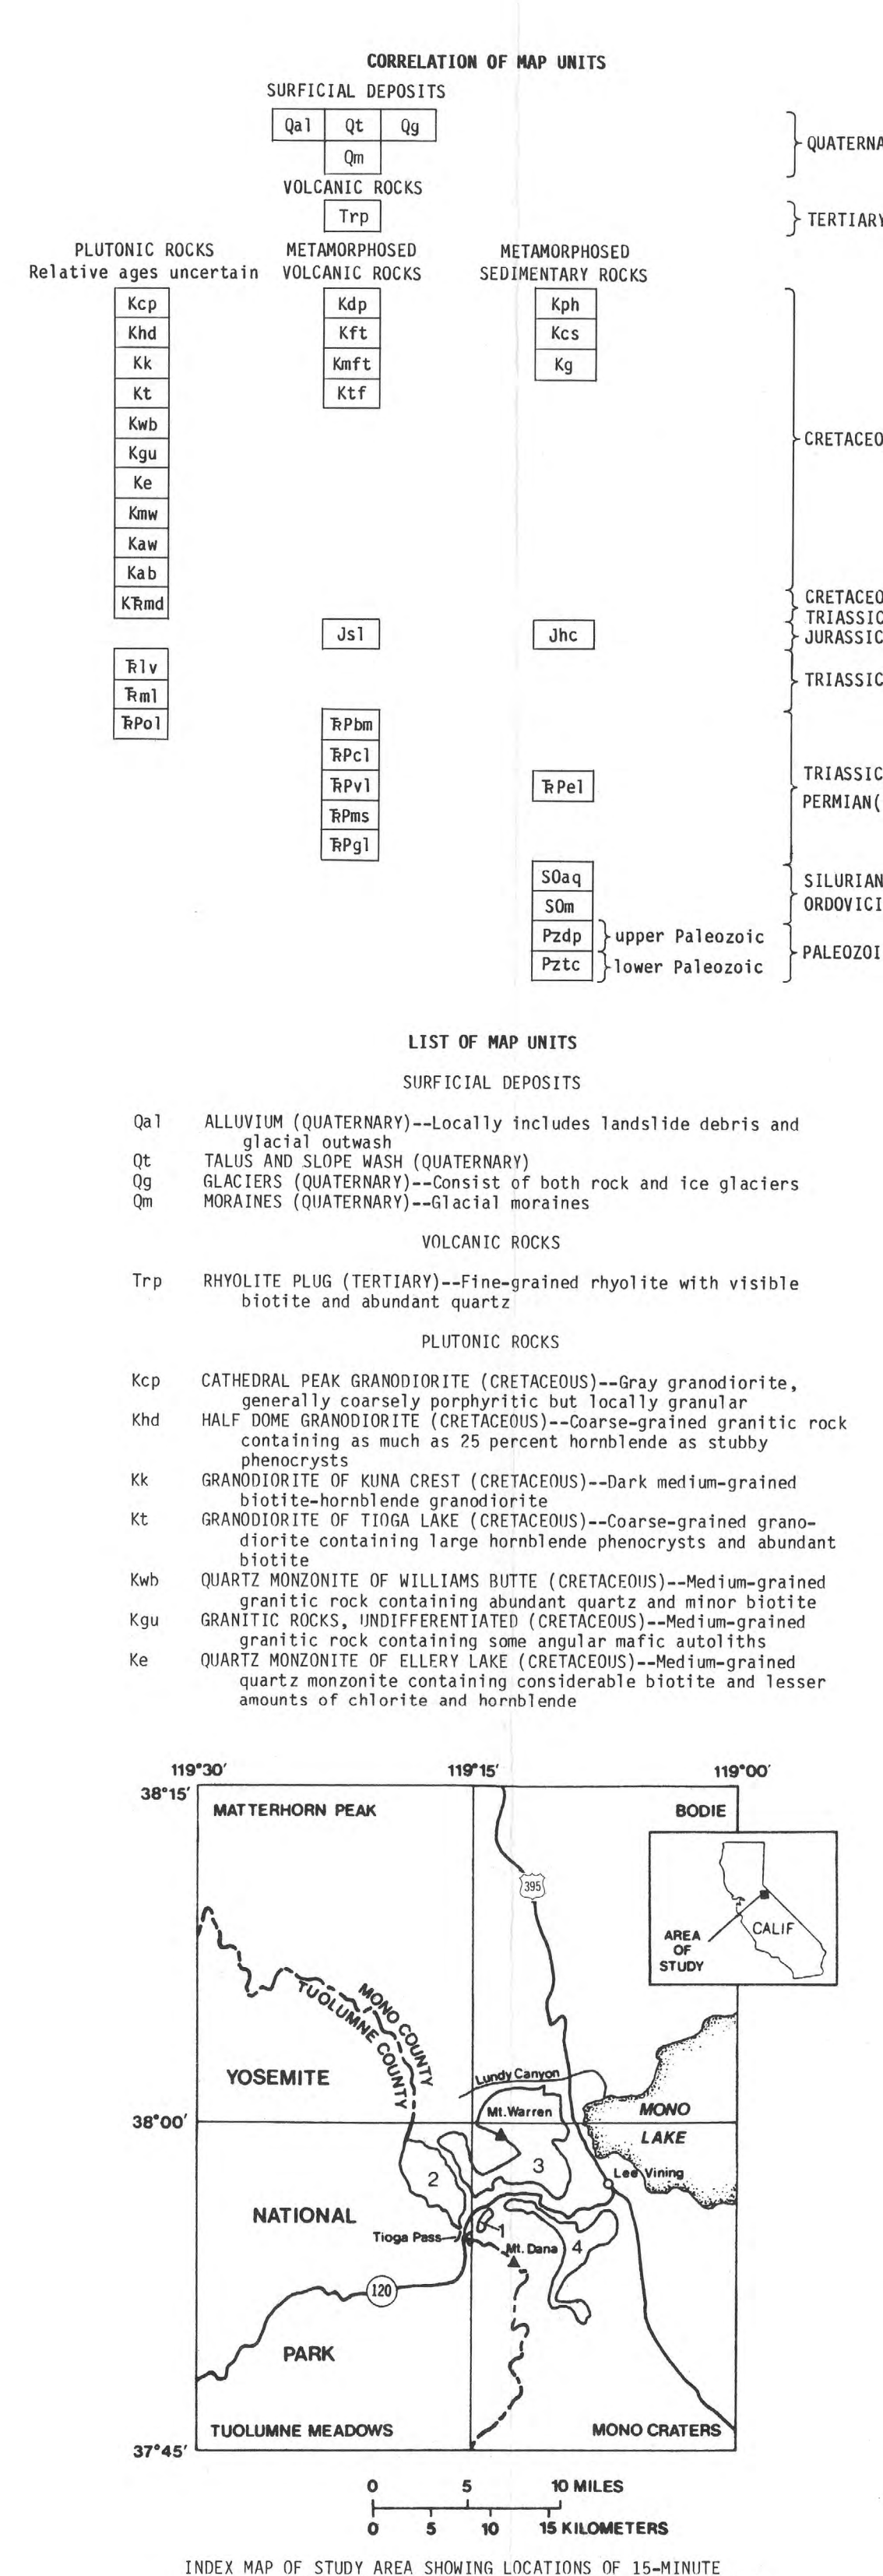 CORRELATION OF MAP UNITS
SURFICIAL DEPOSITS
Qal Qt Qg
Qm
QUATERNA
VOLCANIC ROCKS
Trp
TERTIARY
PLUTONIC ROCKS
Relative ages uncertain
METAMORPHOSED
VOLCANIC ROCKS
METAMORPHOSED
SEDIMENTARY ROCKS
Kcp Kdp Kph
Khd Kft Kcs
Kk Kmft Kg
Kt Ktf
Kwb
CRETACEO
Kgu
Ke
Kmw
Kaw
Kab
KTRmd
CRETACEO
TRIASSIC
Jsl Jhc JURASSIC
TRlv
TRml
TRIASSIC
TRPol TRPbm
TRPcl
TRPvl TRPel
TRPms
TRPgl
TRIASSIC
PERMIAN(
SOaq
SOm
SILURIAN
ORDOVICI
Pzdp upper Paleozoic
Pztc lower Paleozoic
PALEOZOI
LIST OF MAP UNITS
SURFICIAL DEPOSITS
Qal ALLUVIUM (QUATERNARY)--Locally includes landslide debris and
glacial outwash
Qt TALUS AND SLOPE WASH (QUATERNARY)
Qg GLACIERS (QUATERNARY)--Consist of both rock and ice glaciers
Qm MORAINES (QUATERNARY)--Glacial moraines
VOLCANIC ROCKS
Trp RHYOLITE PLUG (TERTIARY)--Fine-grained rhyolite with visible
biotite and abundant quartz
PLUTONIC ROCKS
Kcp CATHEDRAL PEAK GRANODIORITE (CRETACEOUS)--Gray granodiorite,
generally coarsely porphyritic but locally granular
Khd HALF DOME GRANODIORITE (CRETACEOUS)--Coarse-grained granitic rock
containing as much as 25 percent hornblende as stubby
phenocrysts
Kk GRANODIORITE OF KUNA CREST (CRETACEOUS)--Dark medium-grained
biotite-hornblende granodiorite
Kt GRANODIORITE OF TIOGA LAKE (CRETACEOUS)--Coarse-grained grano-
diorite containing large hornblende phenocrysts and abundant
biotite
Kwb QUARTZ MONZONITE OF WILLIAMS BUTTE (CRETACEOUS)--Medium-grained
granitic rock containing abundant quartz and minor biotite
Kgu GRANITIC ROCKS, UNDIFFERENTIATED (CRETACEOUS)--Medium-grained
granitic rock containing some angular mafic autoliths
Ke QUARTZ MONZONITE OF ELLERY LAKE (CRETACEOUS)--Medium-grained
quartz monzonite containing considerable biotite and lesser
amounts of chlorite and hornblende
119°30' 119°15' 119°00'
38°15'
MATTERHORN PEAK BODIE
395
CALIF
AREA
OF
STUDY
MONO COUNTY
TUOLUMNE COUNTY
YOSEMITE
Lundy Canyon
Mt. Warren
MONO
38°00'
LAKE
3
2
Lee Vining
NATIONAL
1
Tioga Pass
Mt. Dana
4
120
PARK
TUOLUMNE MEADOWS MONO CRATERS
37°45'
0 5 10 MILES
0 5 10 15 KILOMETERS
INDEX MAP OF STUDY AREA SHOWING LOCATIONS OF 15-MINUTE